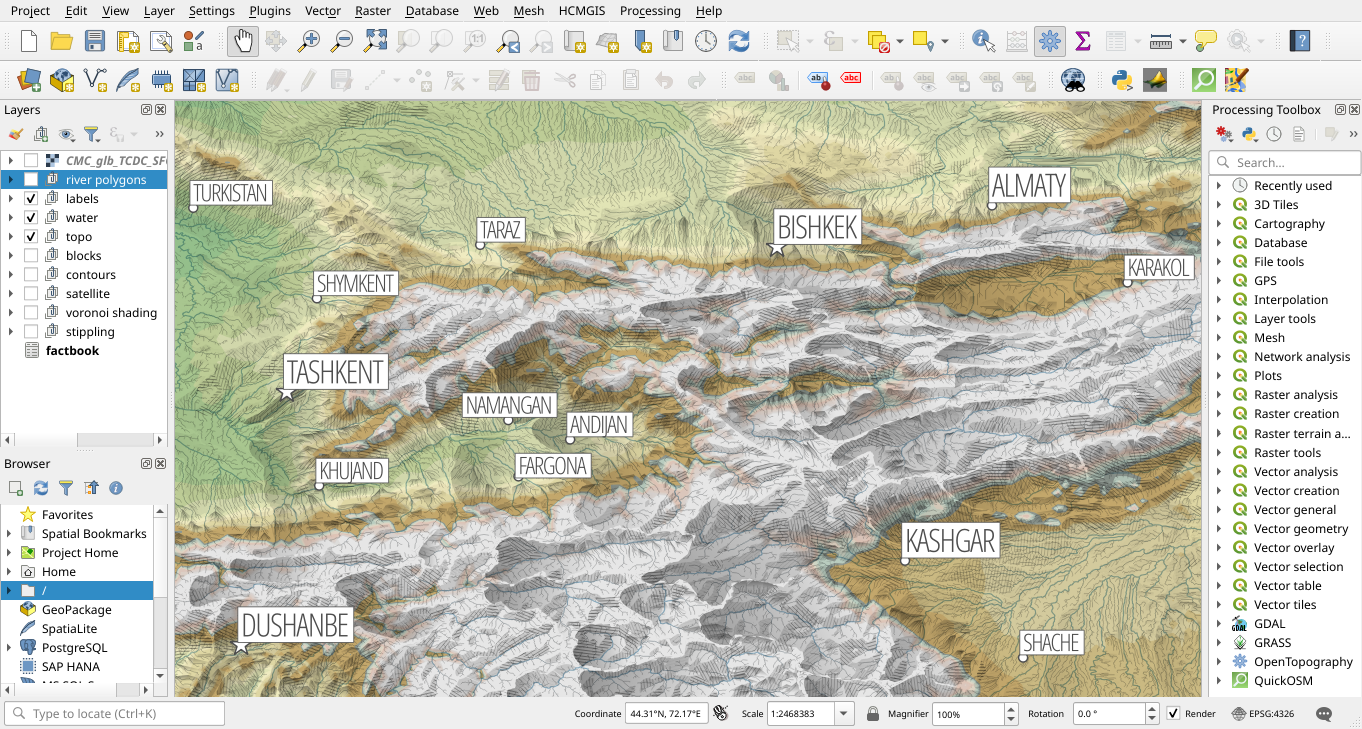 Project Edit View Layer Settings Plugins Vector Raster Database Web Mesh HCMGIS Processing Help
Layers
CMC_glb_TCDC_SF
river polygons
labels
water
topo
blocks
contours
satellite
voronoi shading
stippling
factbook
Browser
Favorites
Spatial Bookmarks
Project Home
Home
/
GeoPackage
SpatiaLite
PostgreSQL
SAP HANA
TURKISTAN
TARAZ
BISHKEK
ALMATY
KARAKOL
SHYMKENT
TASHKENT
NAMANGAN
ANDIJAN
FARGONA
KHUJAND
KASHGAR
DUSHANBE
SHACHE
Processing Toolbox
Search...
Recently used
3D Tiles
Cartography
Database
File tools
GPS
Interpolation
Layer tools
Mesh
Network analysis
Plots
Raster analysis
Raster creation
Raster terrain a...
Raster tools
Vector analysis
Vector creation
Vector general
Vector geometry
Vector overlay
Vector selection
Vector table
Vector tiles
GDAL
GRASS
OpenTopography
QuickOSM
Type to locate (Ctrl+K)
Coordinate 44.31°N, 72.17°E Scale 1:2468383 Magnifier 100% Rotation 0.0 ° Render EPSG:4326